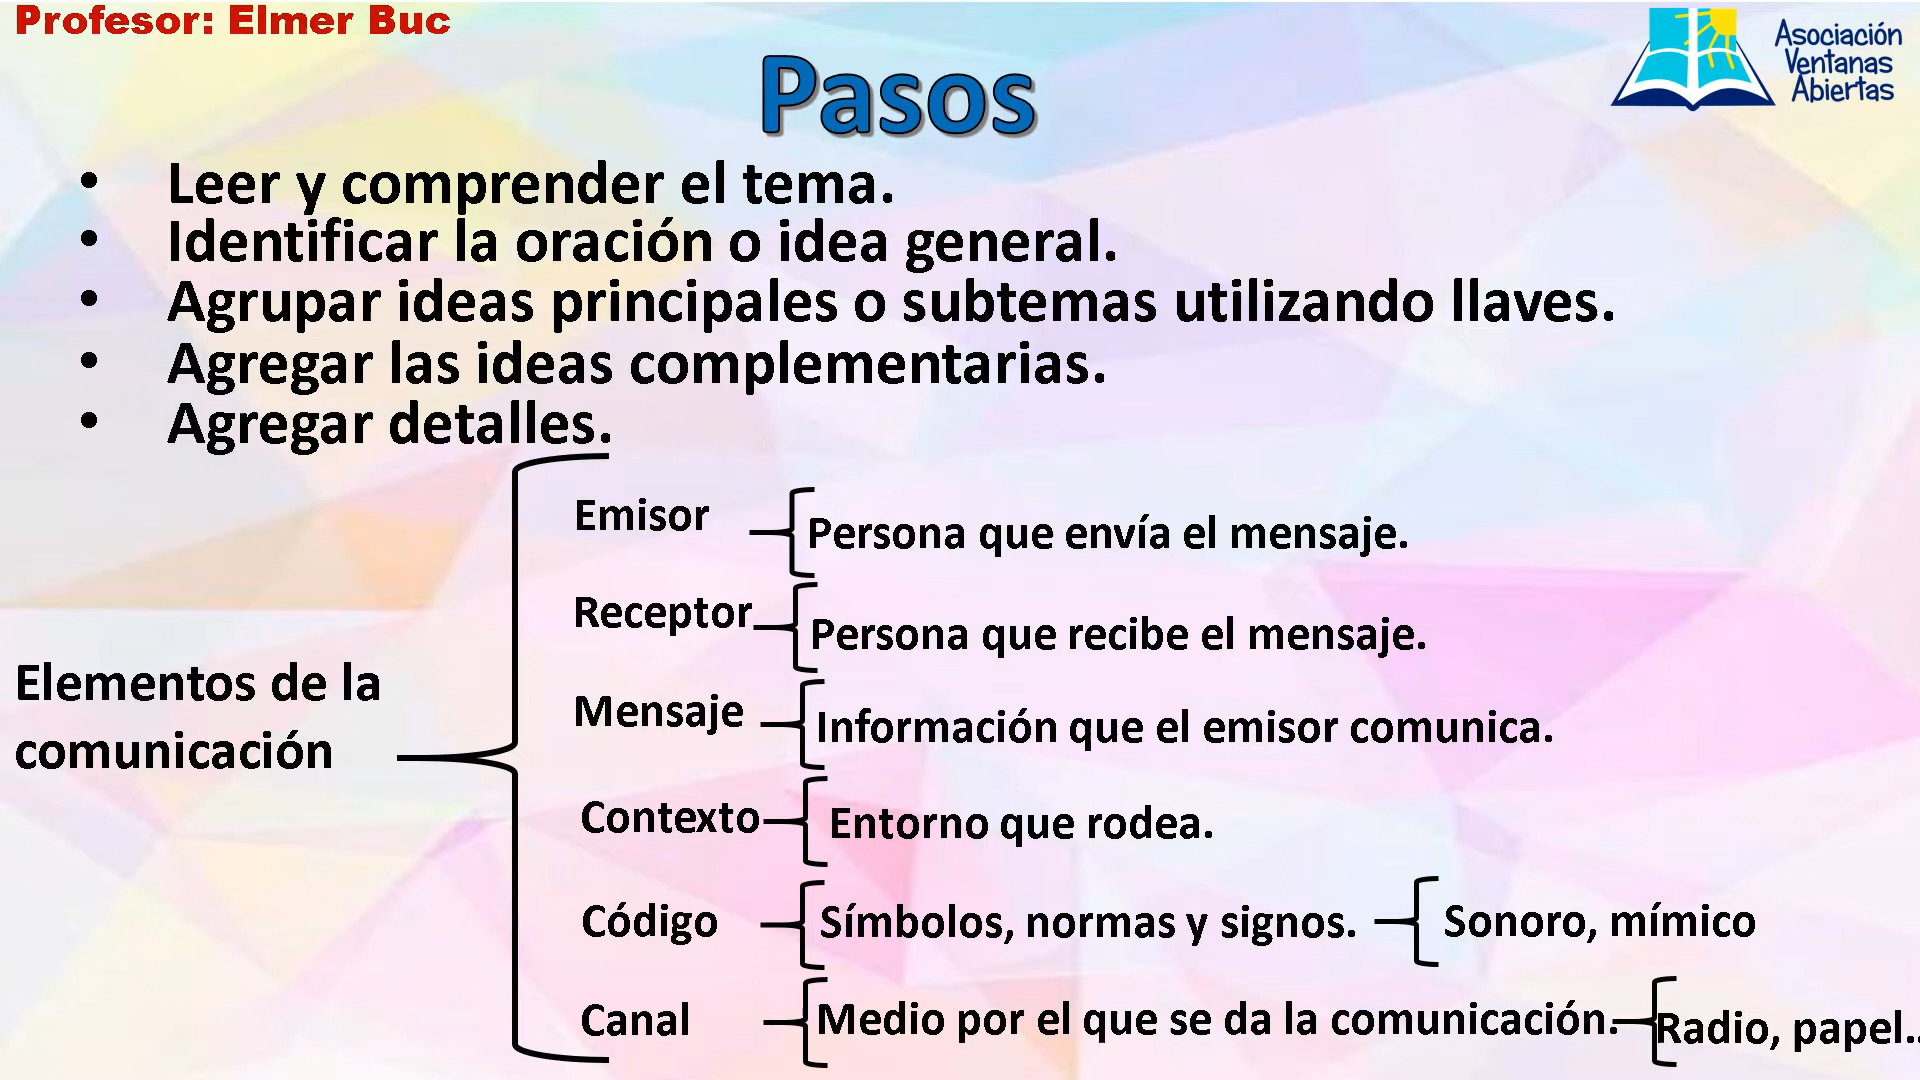 Profesor: Elmer Buc
Asociación
Ventanas
Abiertas
Pasos
• Leer y comprender el tema.
• Identificar la oración o idea general.
• Agrupar ideas principales o subtemas utilizando llaves.
• Agregar las ideas complementarias.
• Agregar detalles.
Elementos de la
comunicación
Emisor
Persona que envía el mensaje.
Receptor
Persona que recibe el mensaje.
Mensaje
Información que el emisor comunica.
Contexto
Entorno que rodea.
Código
Símbolos, normas y signos.
Sonoro, mímico
Canal
Medio por el que se da la comunicación.
Radio, papel..